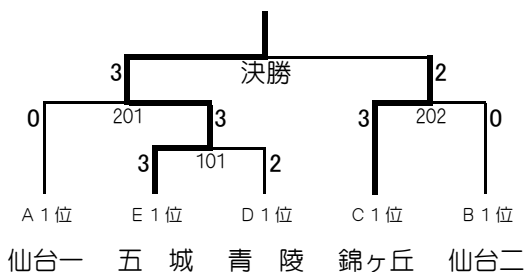 3 決勝 2
0 201 3 3 202 0
3 101 2
A1位 E1位 D1位 C1位 B1位
仙台一 五 城 青 陵 錦ヶ丘 仙台二